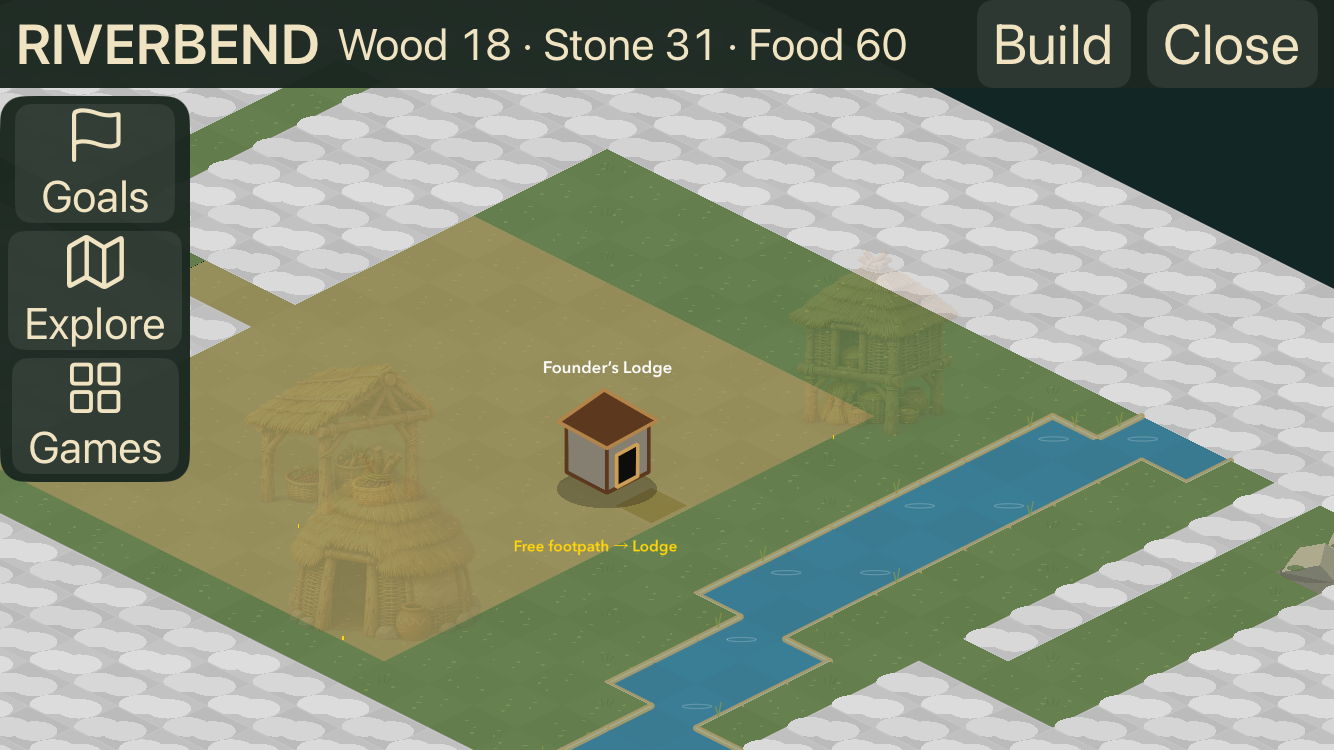 RIVERBEND Wood 18 · Stone 31 · Food 60 Build Close
Goals
Explore
Games
Founder’s Lodge
Free footpath → Lodge